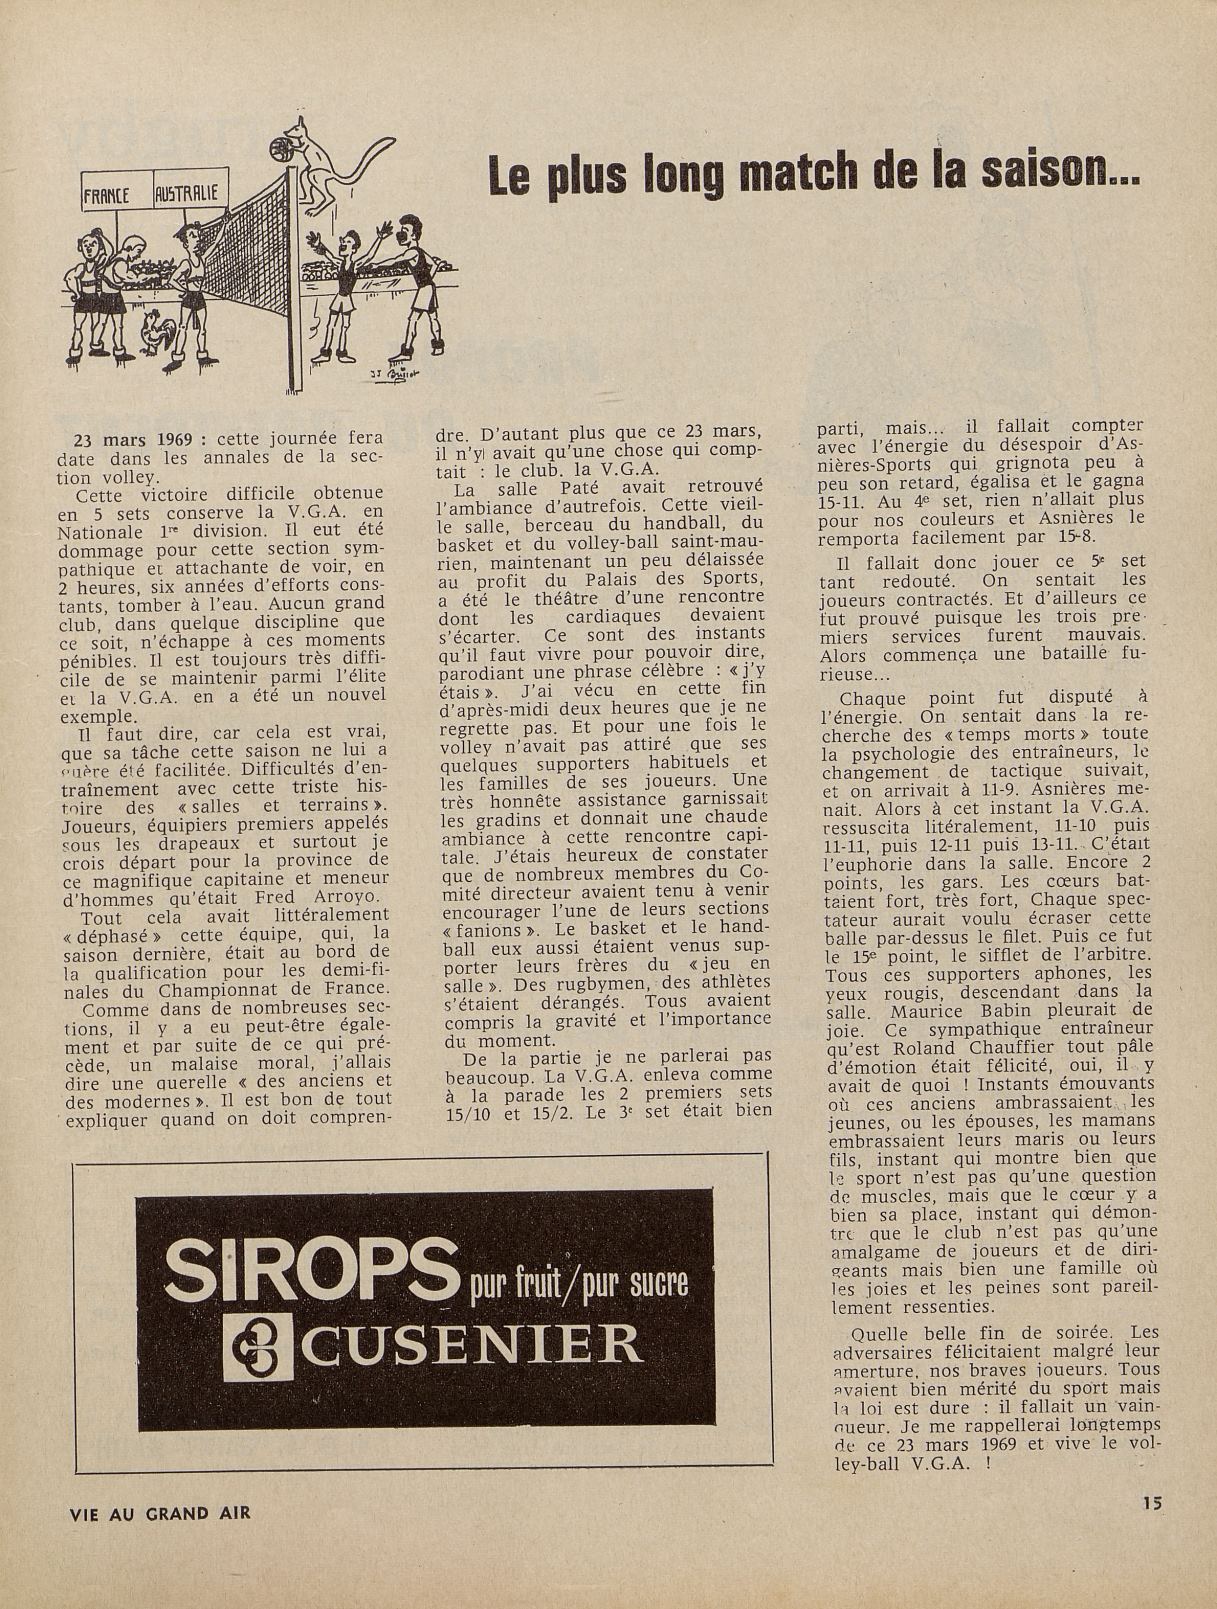 FRANCE AUSTRALIE
Le plus long match de la saison...
23 mars 1969 : cette journée fera
date dans les annales de la sec-
tion volley.
Cette victoire difficile obtenue
en 5 sets conserve la V.G.A. en
Nationale 1re division. Il eut été
dommage pour cette section sym-
pathique et attachante de voir, en
2 heures, six années d'efforts cons-
tants, tomber à l'eau. Aucun grand
club, dans quelque discipline que
ce soit, n'échappe à ces moments
pénibles. Il est toujours très diffi-
cile de se maintenir parmi l'élite
et la V.G.A. en a été un nouvel
exemple.
Il faut dire, car cela est vrai,
que sa tâche cette saison ne lui a
guère été facilitée. Difficultés d'en-
traînement avec cette triste his-
toire des « salles et terrains ».
Joueurs, équipiers premiers appelés
sous les drapeaux et surtout je
crois départ pour la province de
ce magnifique capitaine et meneur
d'hommes qu'était Fred Arroyo.
Tout cela avait littéralement
« déphasé » cette équipe, qui, la
saison dernière, était au bord de
la qualification pour les demi-fi-
nales du Championnat de France.
Comme dans de nombreuses sec-
tions, il y a eu peut-être égale-
ment et par suite de ce qui pré-
cède, un malaise moral, j'allais
dire une querelle « des anciens et
des modernes ». Il est bon de tout
expliquer quand on doit compren-
dre. D'autant plus que ce 23 mars,
il n'y avait qu'une chose qui comp-
tait : le club. la V.G.A.
La salle Paté avait retrouvé
l'ambiance d'autrefois. Cette vieil-
le salle, berceau du handball, du
basket et du volley-ball saint-mau-
rien, maintenant un peu délaissée
au profit du Palais des Sports,
a été le théâtre d'une rencontre
dont les cardiaques devaient
s'écarter. Ce sont des instants
qu'il faut vivre pour pouvoir dire,
parodiant une phrase célèbre : « j'y
étais ». J'ai vécu en cette fin
d'après-midi deux heures que je ne
regrette pas. Et pour une fois le
volley n'avait pas attiré que ses
quelques supporters habituels et
les familles de ses joueurs. Une
très honnête assistance garnissait
les gradins et donnait une chaude
ambiance à cette rencontre capi-
tale. J'étais heureux de constater
que de nombreux membres du Co-
mité directeur avaient tenu à venir
encourager l'une de leurs sections
« fanions ». Le basket et le hand-
ball eux aussi étaient venus sup-
porter leurs frères du « jeu en
salle ». Des rugbymen, des athlètes
s'étaient dérangés. Tous avaient
compris la gravité et l'importance
du moment.
De la partie je ne parlerai pas
beaucoup. La V.G.A. enleva comme
à la parade les 2 premiers sets
15/10 et 15/2. Le 3e set était bien
parti, mais... il fallait compter
avec l'énergie du désespoir d'As-
nières-Sports qui grignota peu à
peu son retard, égalisa et le gagna
15-11. Au 4e set, rien n'allait plus
pour nos couleurs et Asnières le
remporta facilement par 15-8.
Il fallait donc jouer ce 5e set
tant redouté. On sentait les
joueurs contractés. Et d'ailleurs ce
fut prouvé puisque les trois pre-
miers services furent mauvais.
Alors commença une bataille fu-
rieuse...
Chaque point fut disputé à
l'énergie. On sentait dans la re-
cherche des « temps morts » toute
la psychologie des entraîneurs, le
changement de tactique suivait,
et on arrivait à 11-9. Asnières me-
nait. Alors à cet instant la V.G.A.
ressuscita litéralement, 11-10 puis
11-11, puis 12-11 puis 13-11. C'était
l'euphorie dans la salle. Encore 2
points, les gars. Les cœurs bat-
taient fort, très fort, Chaque spec-
tateur aurait voulu écraser cette
balle par-dessus le filet. Puis ce fut
le 15e point, le sifflet de l'arbitre.
Tous ces supporters aphones, les
yeux rougis, descendant dans la
salle. Maurice Babin pleurait de
joie. Ce sympathique entraîneur
qu'est Roland Chauffier tout pâle
d'émotion était félicité, oui, il y
avait de quoi ! Instants émouvants
où ces anciens ambrassaient les
jeunes, ou les épouses, les mamans
embrassaient leurs maris ou leurs
fils, instant qui montre bien que
le sport n'est pas qu'une question
de muscles, mais que le cœur y a
bien sa place, instant qui démon-
tre que le club n'est pas qu'une
amalgame de joueurs et de diri-
geants mais bien une famille où
les joies et les peines sont pareil-
lement ressenties.
Quelle belle fin de soirée. Les
adversaires félicitaient malgré leur
amerture, nos braves joueurs. Tous
avaient bien mérité du sport mais
la loi est dure : il fallait un vain-
queur. Je me rappellerai longtemps
de ce 23 mars 1969 et vive le vol-
ley-ball V.G.A. !
SIROPS pur fruit/pur sucre
CUSENIER
VIE AU GRAND AIR
15